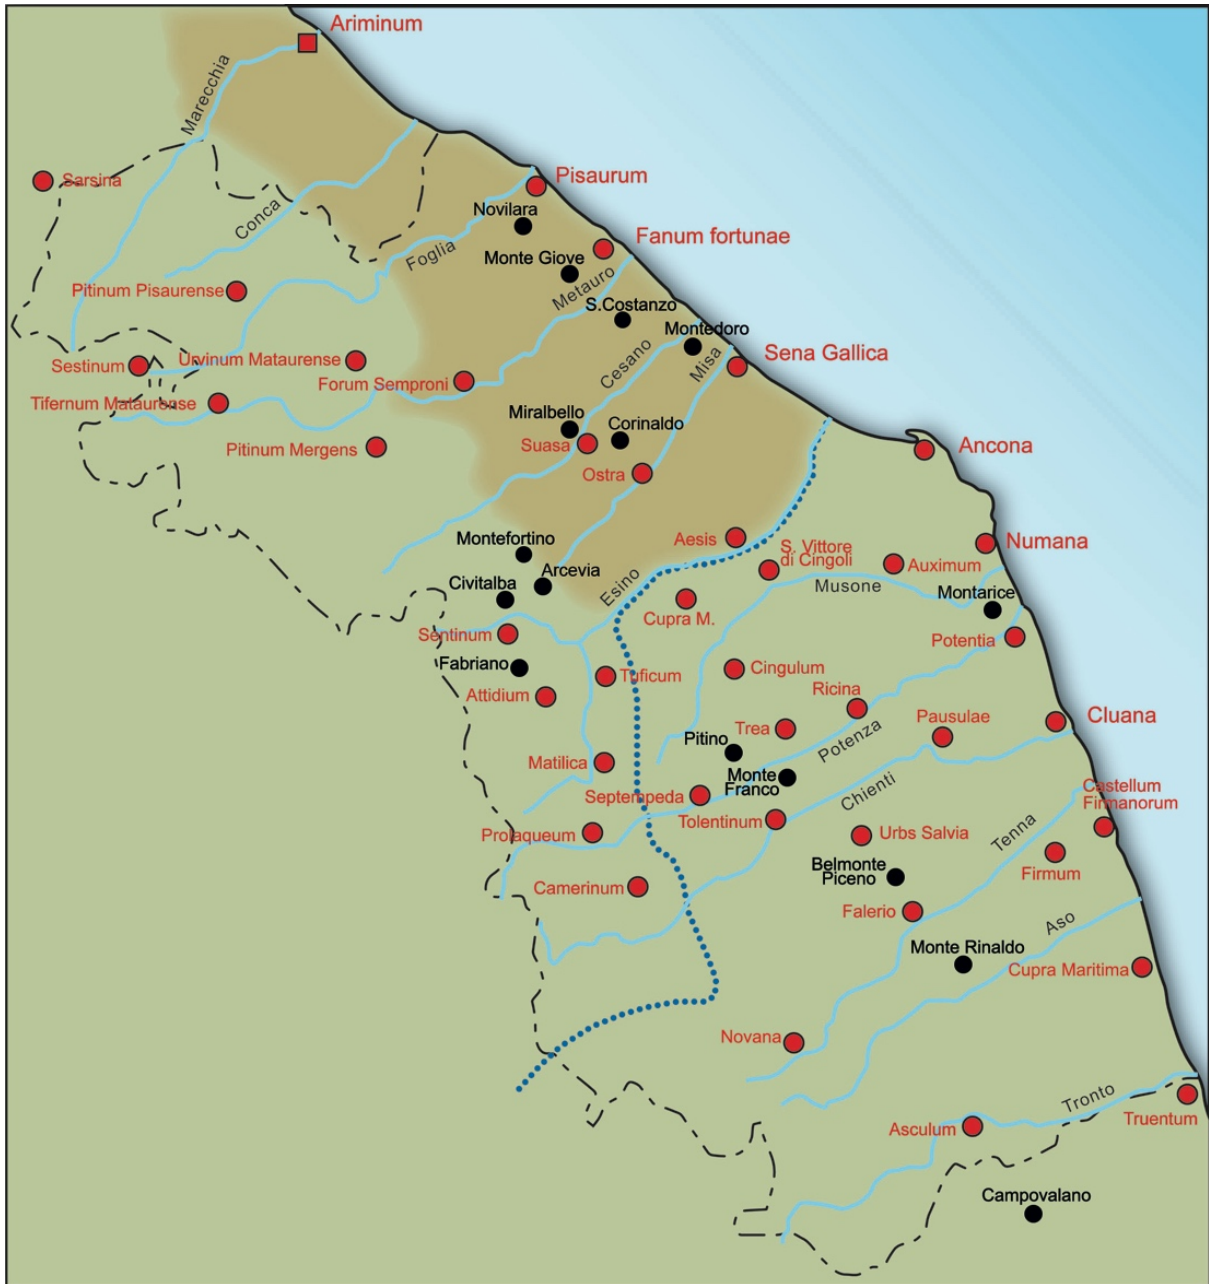 Ariminum
Marecchia
Sarsina
Pisaurum
Novilara
Conca
Fanum fortunae
Foglia
Monte Giove
Pitinum Pisaurense
Metauro
S.Costanzo
Montedoro
Sena Gallica
Cesano
Misa
Sestinum
Urvinum Mataurense
Forum Semproni
Tifernum Mataurense
Miralbello
Corinaldo
Suasa
Pitinum Mergens
Ostra
Ancona
Montefortino
Aesis
Numana
S. Vittore
di Cingoli
Auximum
Arcevia
Civitalba
Esino
Musone
Montarice
Cupra M.
Sentinum
Potentia
Fabriano
Tuficum
Cingulum
Attidium
Ricina
Pausulae
Cluana
Trea
Pitino
Potenza
Matilica
Monte
Franco
Chienti
Castellum
Firmanorum
Septempeda
Tolentinum
Prolaqueum
Urbs Salvia
Tenna
Belmonte
Piceno
Firmum
Camerinum
Falerio
Aso
Monte Rinaldo
Cupra Maritima
Novana
Tronto
Truentum
Asculum
Campovalano